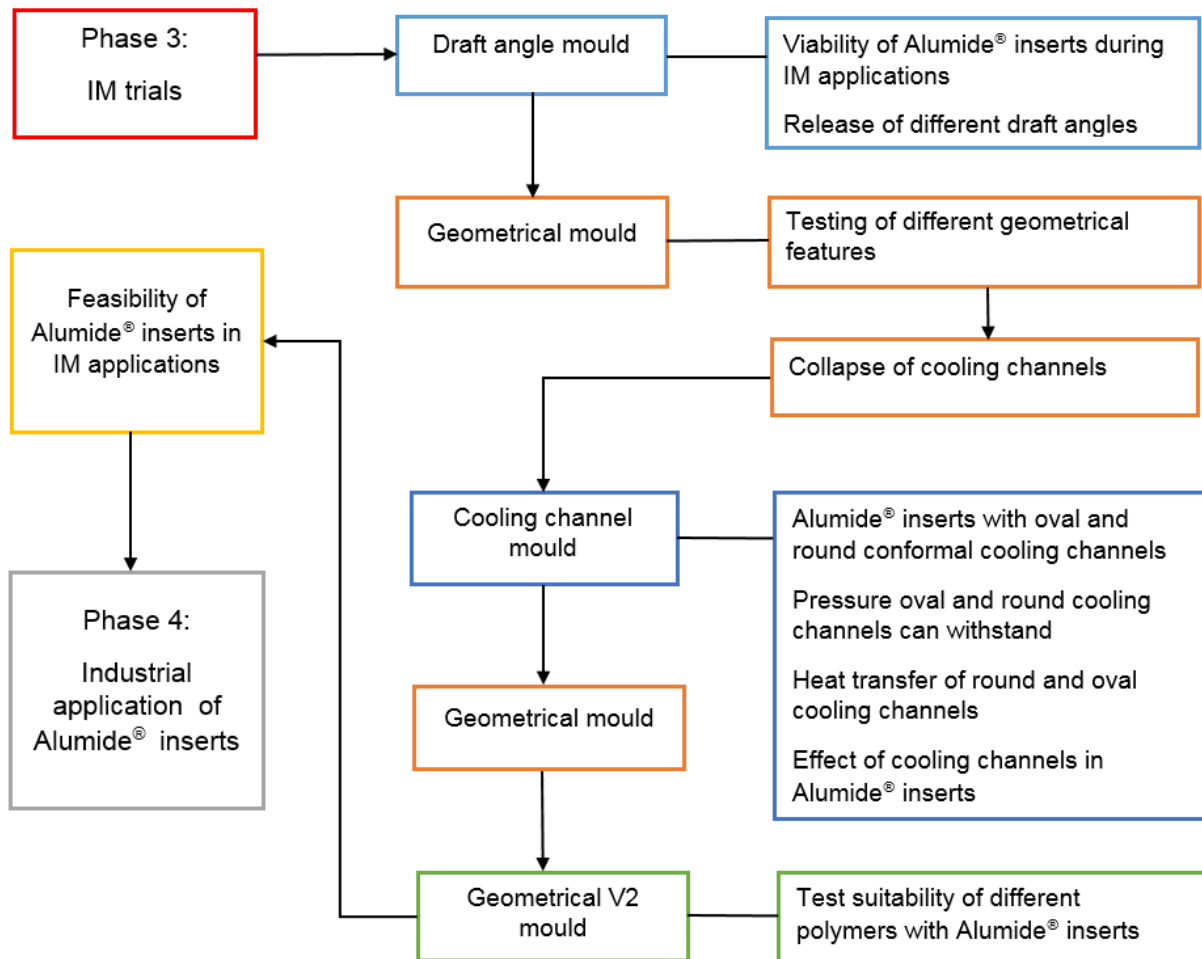 Phase 3:
IM trials
Draft angle mould
Viability of Alumide® inserts during
IM applications
Release of different draft angles
Geometrical mould
Testing of different geometrical
features
Feasibility of
Alumide® inserts in
IM applications
Collapse of cooling channels
Cooling channel
mould
Alumide® inserts with oval and
round conformal cooling channels
Pressure oval and round cooling
channels can withstand
Heat transfer of round and oval
cooling channels
Effect of cooling channels in
Alumide® inserts
Phase 4:
Industrial
application of
Alumide® inserts
Geometrical mould
Geometrical V2
mould
Test suitability of different
polymers with Alumide® inserts